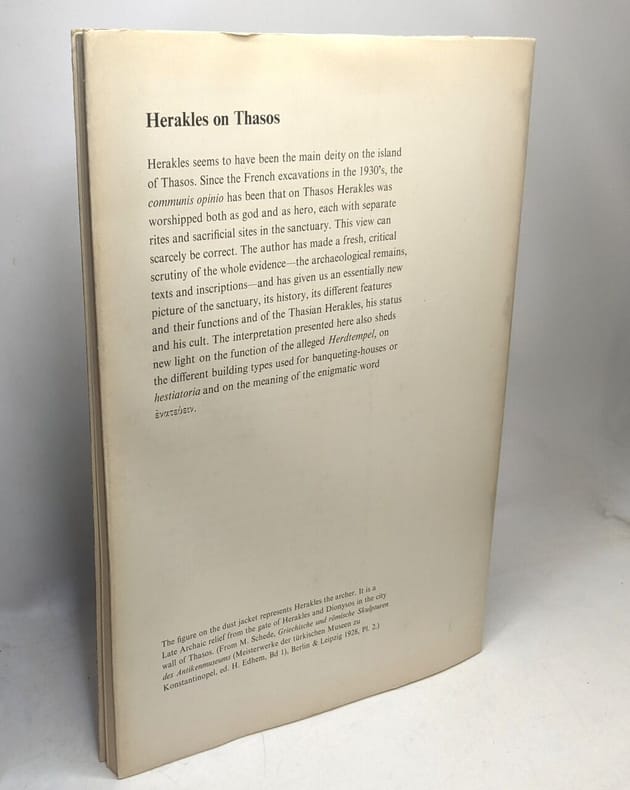 Herakles on Thasos
Herakles seems to have been the main deity on the island
of Thasos. Since the French excavations in the 1930's, the
communis opinio has been that on Thasos Herakles was
worshipped both as god and as hero, each with separate
rites and sacrificial sites in the sanctuary. This view can
scarcely be correct. The author has made a fresh, critical
scrutiny of the whole evidence—the archaeological remains,
texts and inscriptions—and has given us an essentially new
picture of the sanctuary, its history, its different features
and their functions and of the Thasian Herakles, his status
and his cult. The interpretation presented here also sheds
new light on the function of the alleged Herdtempel, on
the different building types used for banqueting-houses or
hestiatoria and on the meaning of the enigmatic word
ἐνατεύειν.
The figure on the dust jacket represents Herakles the archer. It is a
Late Archaic relief from the gate of Herakles and Dionysos in the city
wall of Thasos. (From M. Schede, Griechische und römische Skulpturen
des Antikenmuseums (Meisterwerke der türkischen Museen zu
Konstantinopel, ed. H. Edhem, Bd 1), Berlin & Leipzig 1928, Pl. 2.)